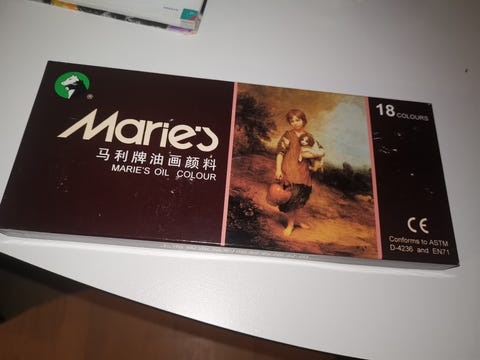 ®
Marie's
马利牌油画颜料
MARIE'S OIL COLOUR
18 COLOURS
CE
Conforms to ASTM
D-4236 and EN71